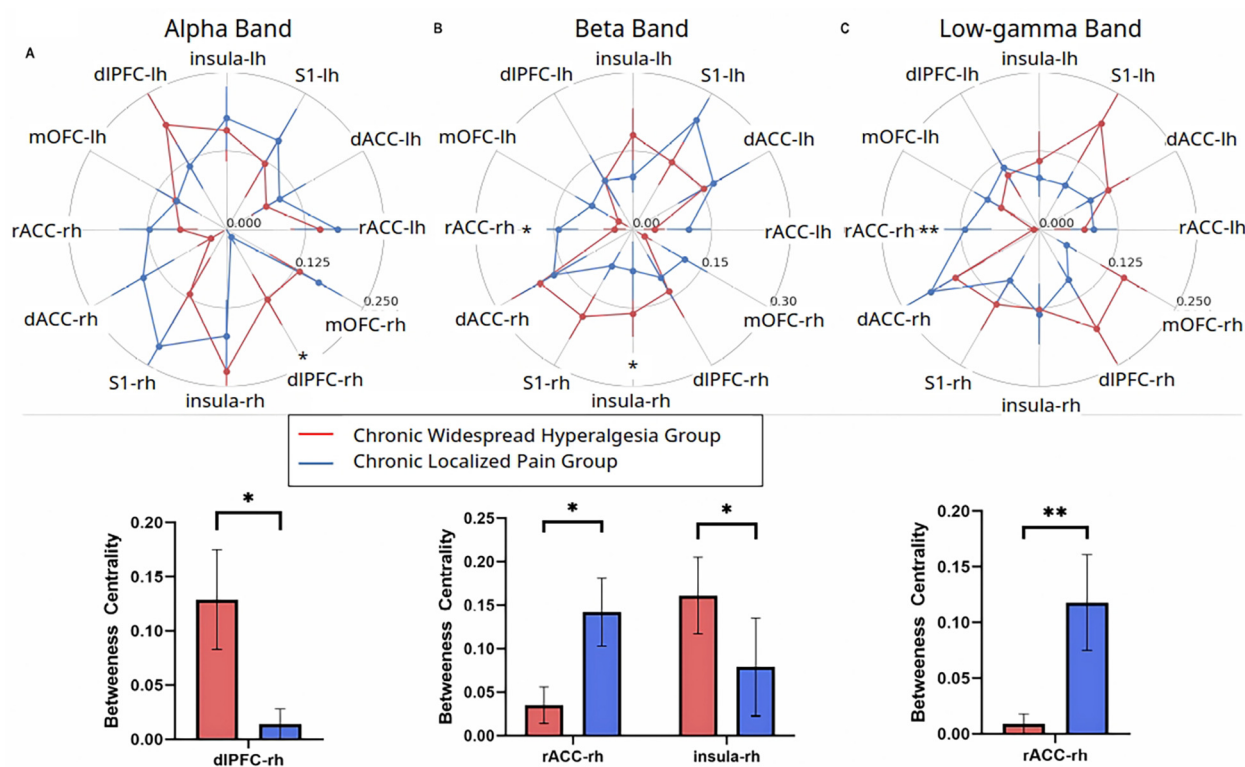 A
Alpha Band
insula-lh
dlPFC-lh
S1-lh
mOFC-lh
dACC-lh
rACC-rh
0.000
rACC-lh
0.125
0.250
dACC-rh
mOFC-rh
S1-rh
*
dlPFC-rh
insula-rh
B
Beta Band
insula-lh
dlPFC-lh
S1-lh
mOFC-lh
dACC-lh
rACC-rh *
0.00
rACC-lh
0.15
0.30
dACC-rh
mOFC-rh
S1-rh
*
dlPFC-rh
insula-rh
C
Low-gamma Band
insula-lh
dlPFC-lh
S1-lh
mOFC-lh
dACC-lh
rACC-rh **
0.000
rACC-lh
0.125
0.250
dACC-rh
mOFC-rh
S1-rh
dlPFC-rh
insula-rh
Chronic Widespread Hyperalgesia Group
Chronic Localized Pain Group
Betweeness Centrality
0.20
0.15
0.10
0.05
0.00
*
dlPFC-rh
Betweeness Centrality
0.25
0.20
0.15
0.10
0.05
0.00
*
*
rACC-rh
insula-rh
Betweeness Centrality
0.20
0.15
0.10
0.05
0.00
**
rACC-rh